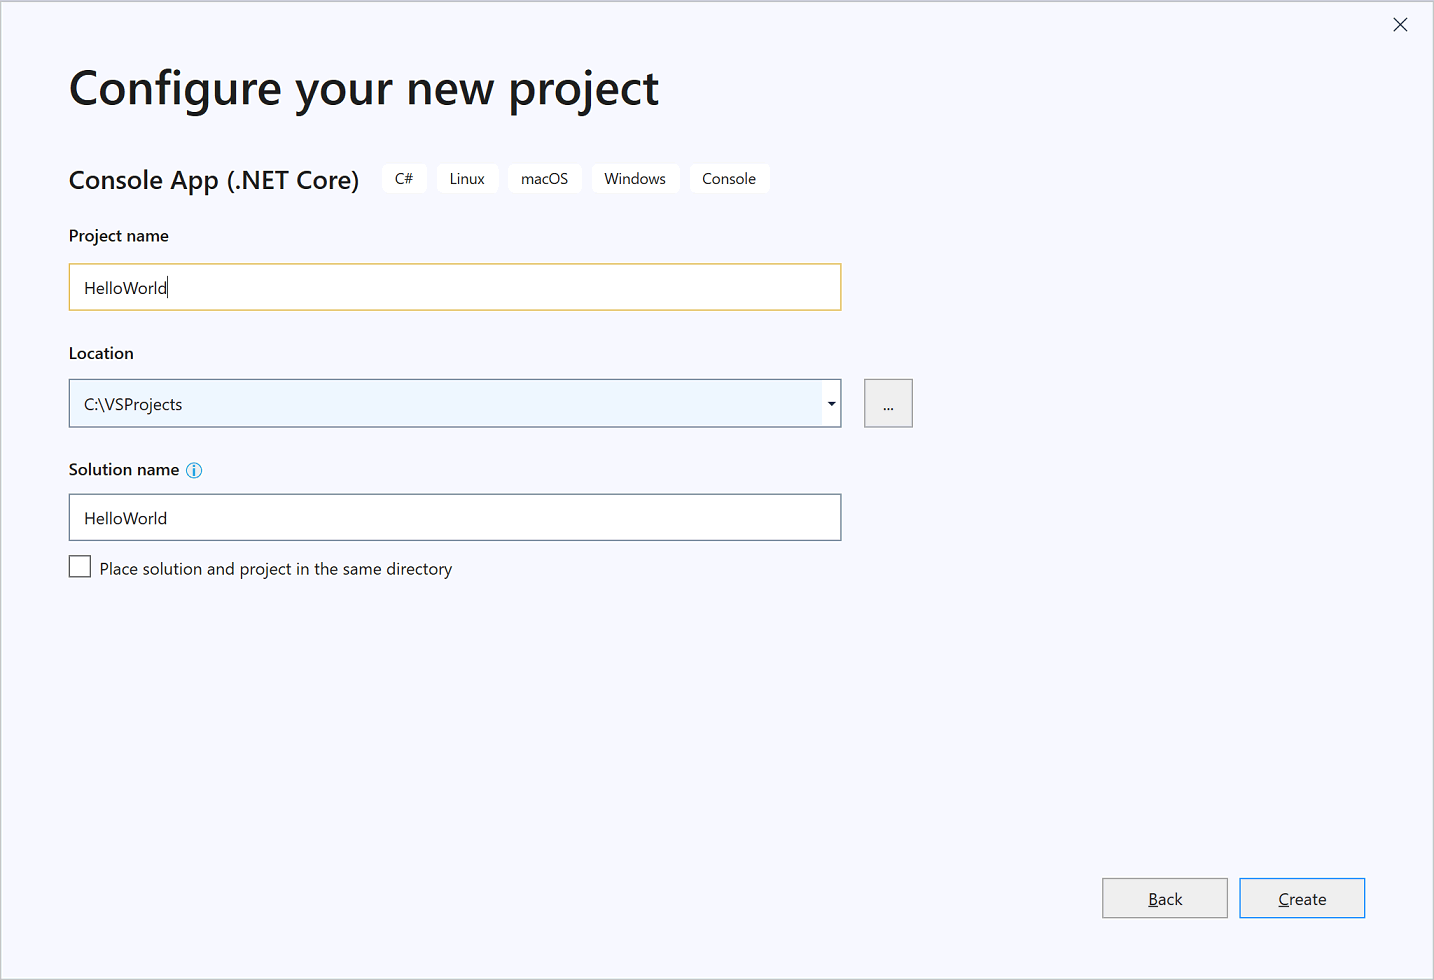 Configure your new project
Console App (.NET Core) C# Linux macOS Windows Console
Project name
HelloWorld
Location
C:\VSProjects
...
Solution name
HelloWorld
Place solution and project in the same directory
Back Create